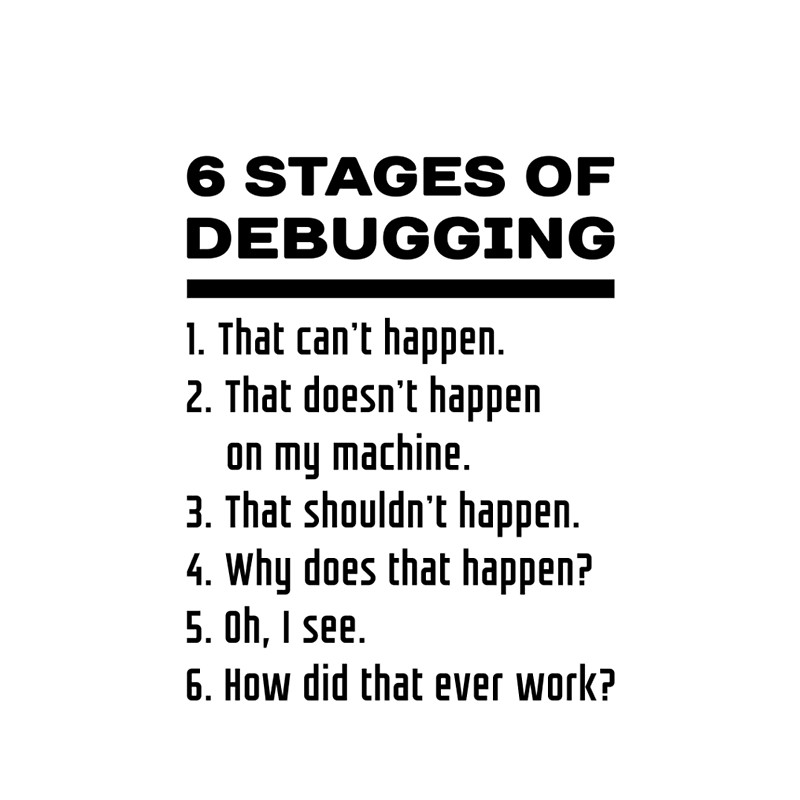 6 STAGES OF
DEBUGGING
1. That can't happen.
2. That doesn't happen
on my machine.
3. That shouldn't happen.
4. Why does that happen?
5. Oh, I see.
6. How did that ever work?